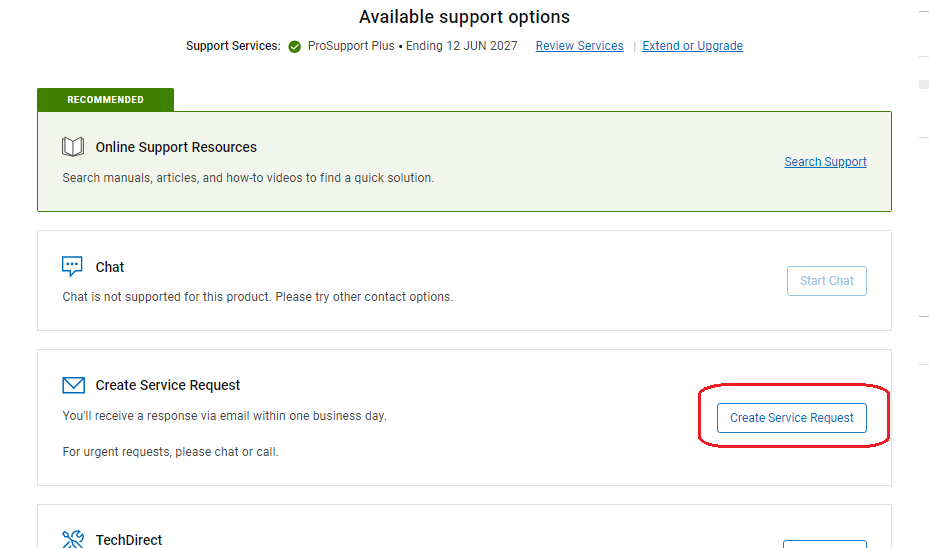 Available support options
Support Services: ProSupport Plus • Ending 12 JUN 2027 Review Services | Extend or Upgrade
RECOMMENDED
Online Support Resources
Search manuals, articles, and how-to videos to find a quick solution.
Search Support
Chat
Chat is not supported for this product. Please try other contact options.
Start Chat
Create Service Request
You'll receive a response via email within one business day.
For urgent requests, please chat or call.
Create Service Request
TechDirect